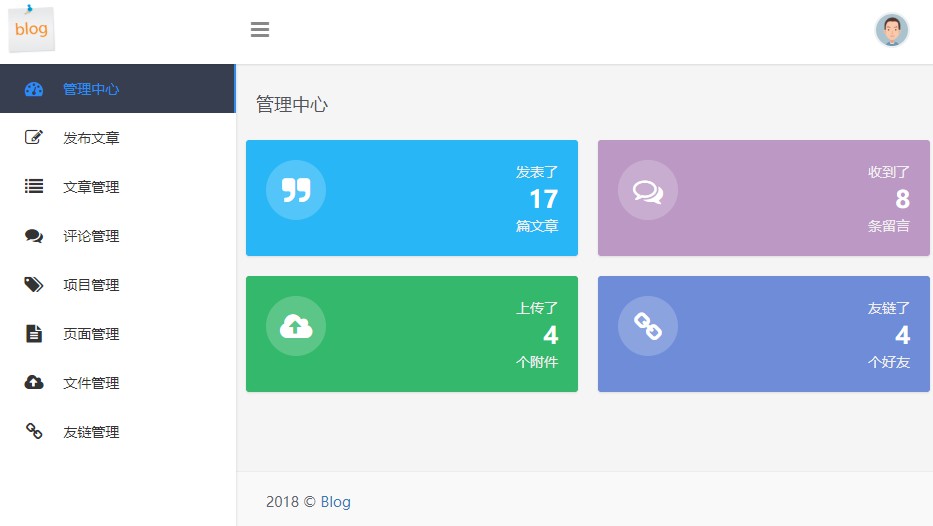 blog
管理中心
发布文章
文章管理
评论管理
项目管理
页面管理
文件管理
友链管理
管理中心
发表了
17
篇文章
收到了
8
条留言
上传了
4
个附件
友链了
4
个好友
2018 © Blog